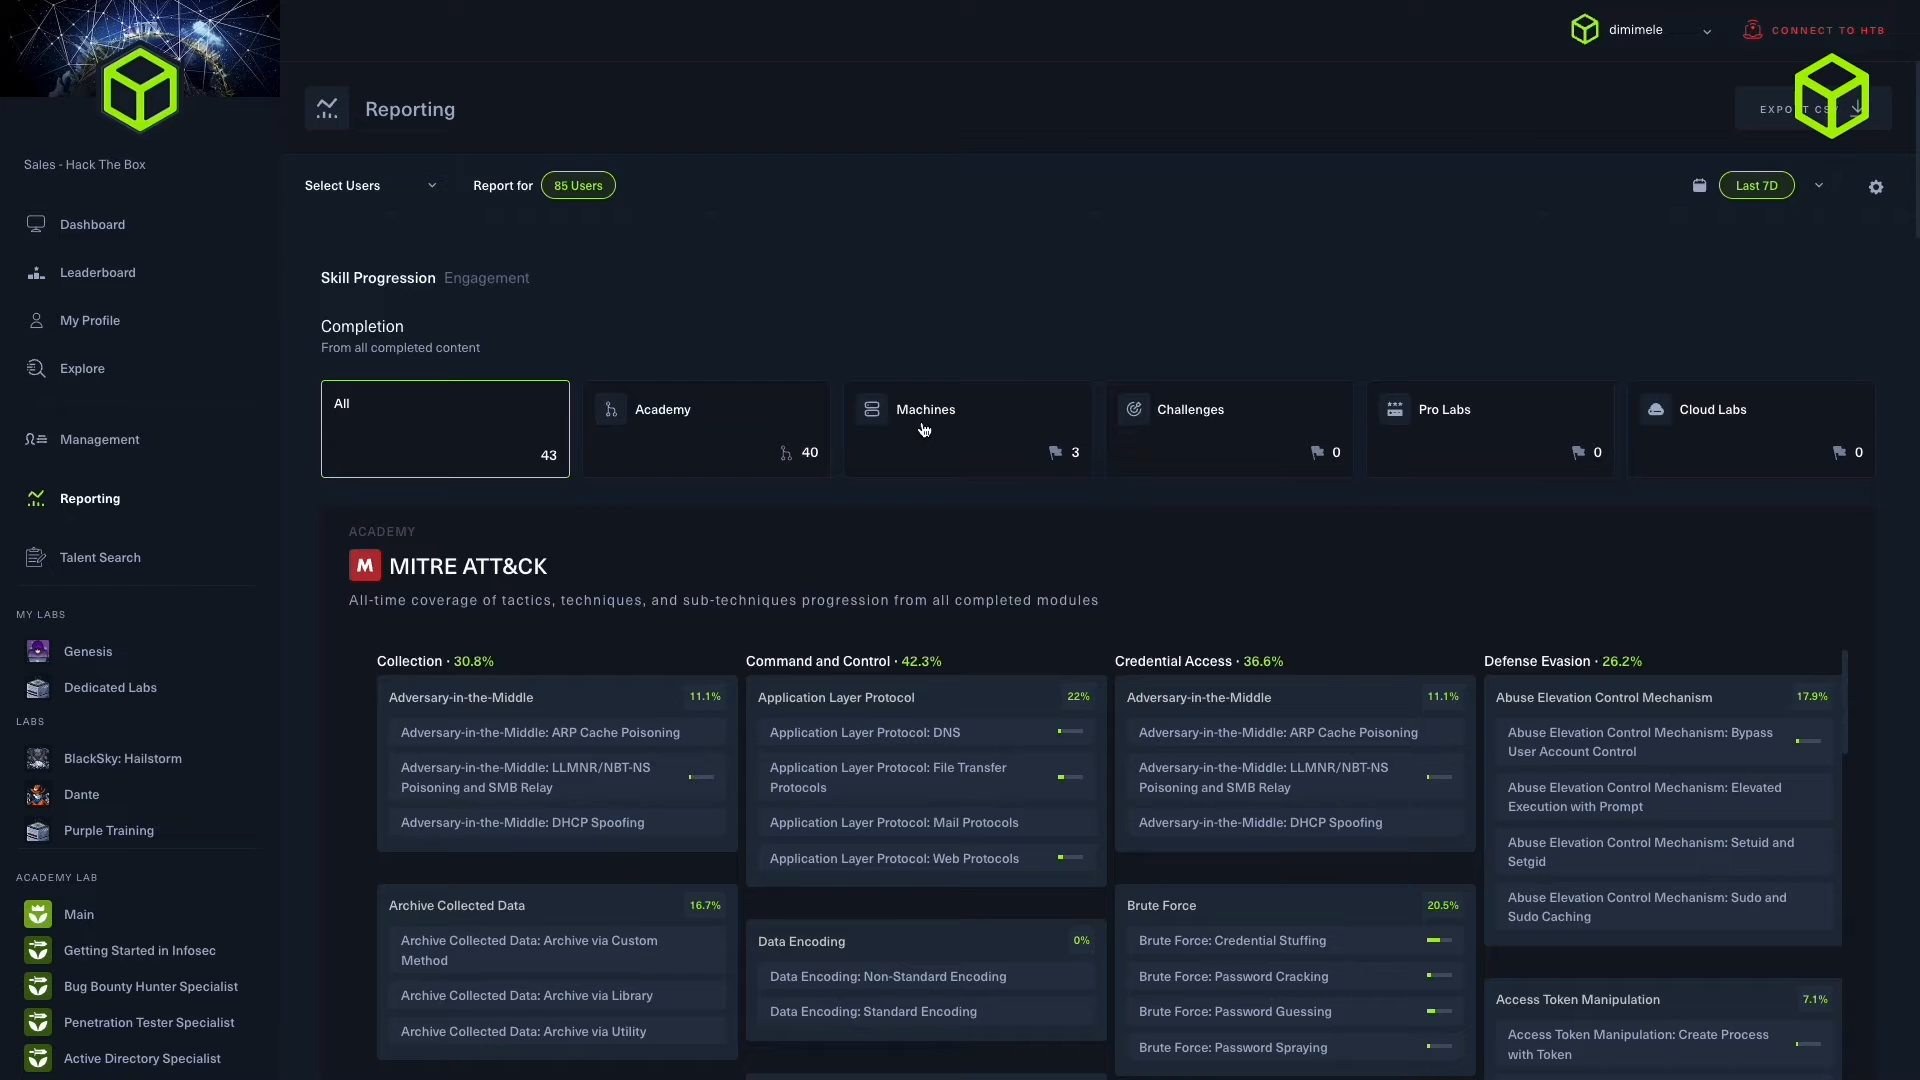 dimimele
CONNECT TO HTB
Reporting
Sales - Hack The Box
Select Users
Report for
85 Users
Last 7D
Dashboard
Leaderboard
My Profile
Explore
Management
Reporting
Talent Search
MY LABS
Genesis
Dedicated Labs
LABS
BlackSky: Hailstorm
Dante
Purple Training
ACADEMY LAB
Main
Getting Started in Infosec
Bug Bounty Hunter Specialist
Penetration Tester Specialist
Active Directory Specialist
Skill Progression
Engagement
Completion
From all completed content
All
43
Academy
40
Machines
3
Challenges
0
Pro Labs
0
Cloud Labs
0
ACADEMY
M MITRE ATT&CK
All-time coverage of tactics, techniques, and sub-techniques progression from all completed modules
Collection · 30.8%
Adversary-in-the-Middle 11.1%
Adversary-in-the-Middle: ARP Cache Poisoning
Adversary-in-the-Middle: LLMNR/NBT-NS
Poisoning and SMB Relay
Adversary-in-the-Middle: DHCP Spoofing
Archive Collected Data 16.7%
Archive Collected Data: Archive via Custom
Method
Archive Collected Data: Archive via Library
Archive Collected Data: Archive via Utility
Command and Control · 42.3%
Application Layer Protocol 22%
Application Layer Protocol: DNS
Application Layer Protocol: File Transfer
Protocols
Application Layer Protocol: Mail Protocols
Application Layer Protocol: Web Protocols
Data Encoding 0%
Data Encoding: Non-Standard Encoding
Data Encoding: Standard Encoding
Credential Access · 36.6%
Adversary-in-the-Middle 11.1%
Adversary-in-the-Middle: ARP Cache Poisoning
Adversary-in-the-Middle: LLMNR/NBT-NS
Poisoning and SMB Relay
Adversary-in-the-Middle: DHCP Spoofing
Brute Force 20.5%
Brute Force: Credential Stuffing
Brute Force: Password Cracking
Brute Force: Password Guessing
Brute Force: Password Spraying
Defense Evasion · 26.2%
Abuse Elevation Control Mechanism 17.9%
Abuse Elevation Control Mechanism: Bypass
User Account Control
Abuse Elevation Control Mechanism: Elevated
Execution with Prompt
Abuse Elevation Control Mechanism: Setuid and
Setgid
Abuse Elevation Control Mechanism: Sudo and
Sudo Caching
Access Token Manipulation 7.1%
Access Token Manipulation: Create Process
with Token